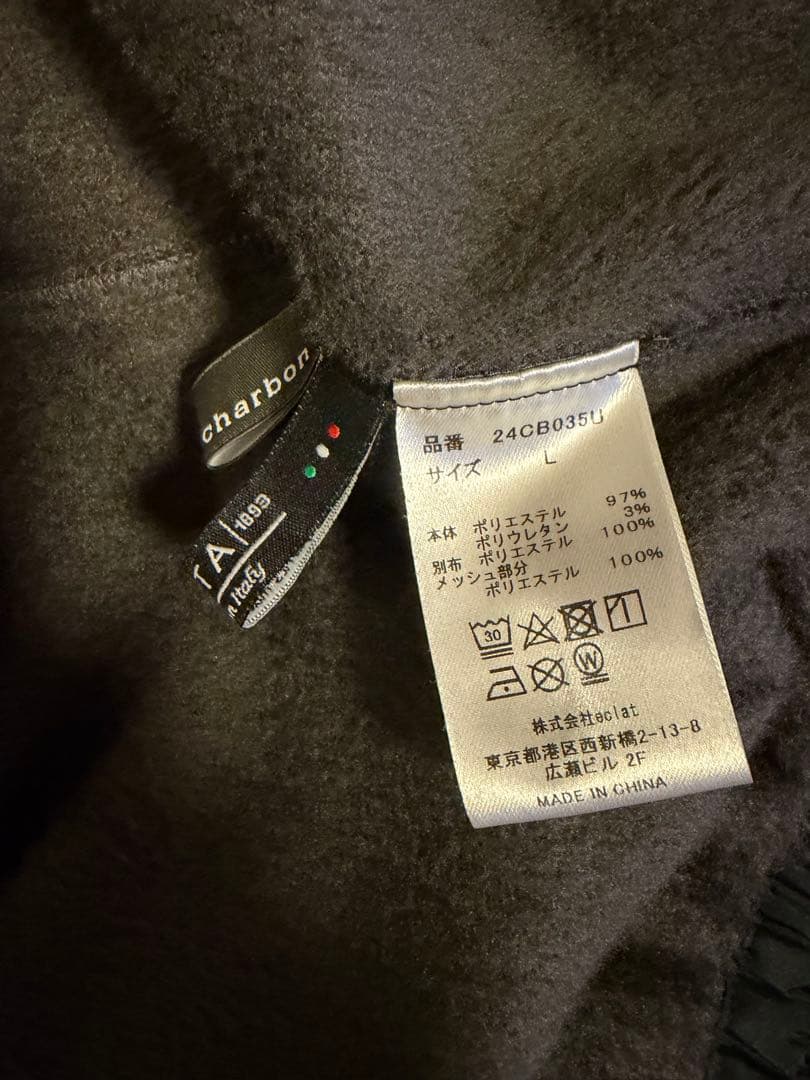 charbon
TA|1893
Italy
品番 24CB035U
サイズ L
本体 ポリエステル 97%
ポリウレタン 3%
別布 ポリエステル 100%
メッシュ部分
ポリエステル 100%
30
W
株式会社eclat
東京都港区西新橋2-13-8
広瀬ビル 2F
MADE IN CHINA